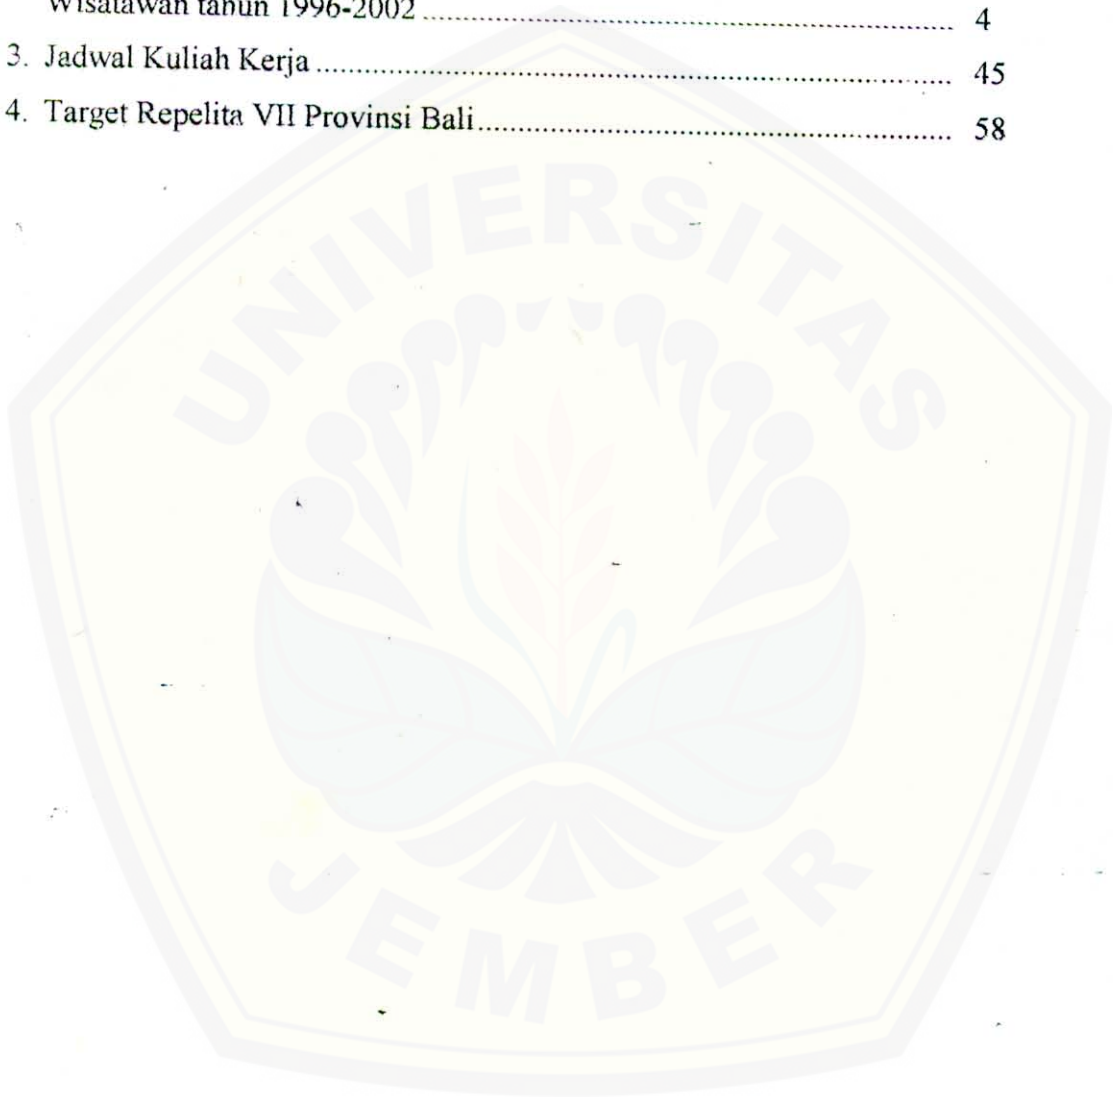 Wisatawan tahun 1996-2002 ........ 4
3. Jadwal Kuliah Kerja ........ 45
4. Target Repelita VII Provinsi Bali ........ 58
UNIVERSITAS
JEMBER